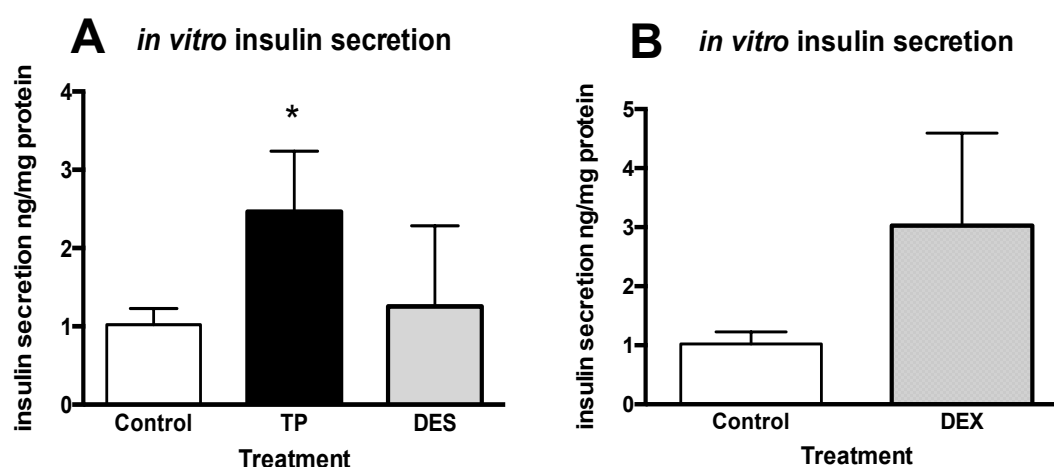 A in vitro insulin secretion
insulin secretion ng/mg protein
4
3
2
1
0
*
Control TP DES
Treatment
B in vitro insulin secretion
insulin secretion ng/mg protein
5
4
3
2
1
0
Control DEX
Treatment